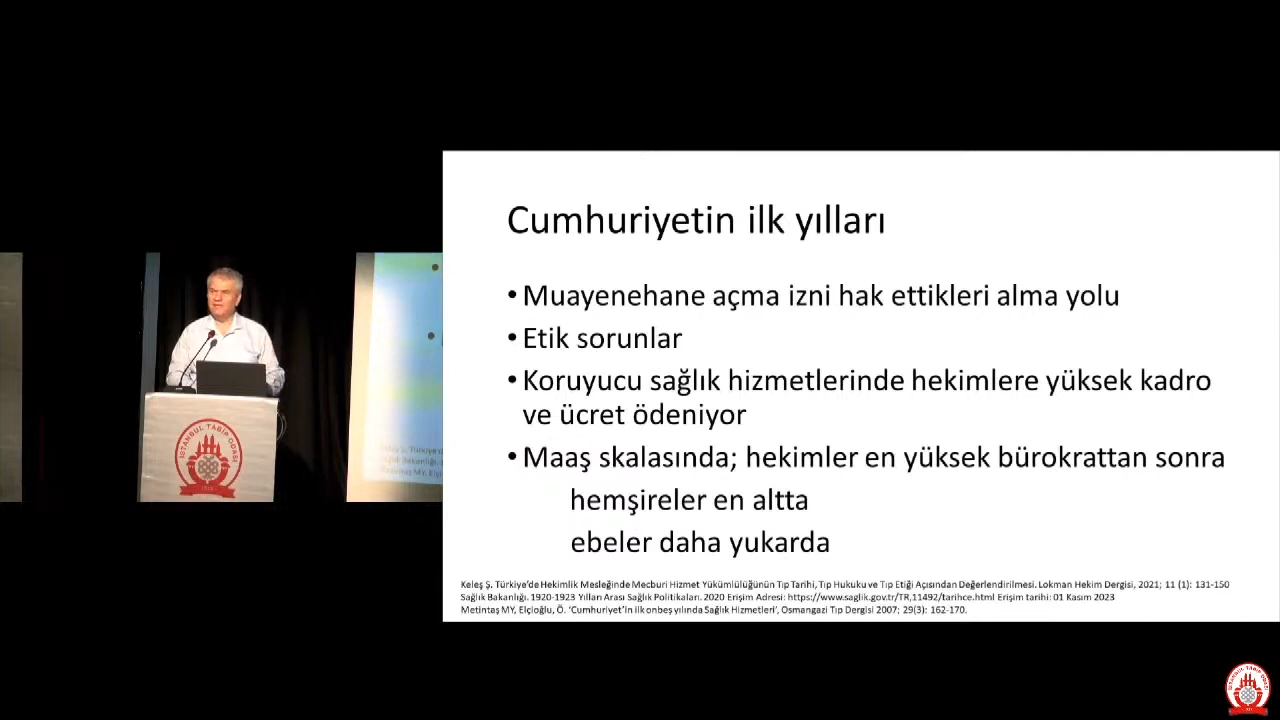 Cumhuriyetin ilk yılları
• Muayenehane açma izni hak ettikleri alma yolu
• Etik sorunlar
• Koruyucu sağlık hizmetlerinde hekimlere yüksek kadro
ve ücret ödeniyor
• Maaş skalasında; hekimler en yüksek bürokrattan sonra
hemşireler en altta
ebeler daha yukarda
Keleş Ş. Türkiye'de Hekimlik Mesleğinde Mecburi Hizmet Yükümlülüğünün Tıp Tarihi, Tıp Hukuku ve Tıp Etiği Açısından Değerlendirilmesi. Lokman Hekim Dergisi, 2021; 11 (1): 131-150
Sağlık Bakanlığı. 1920-1923 Yılları Arası Sağlık Politikaları. 2020 Erişim Adresi: https://www.saglik.gov.tr/TR,11492/tarihce.html Erişim tarihi: 01 Kasım 2023
Metintaş MY, Elçioğlu, Ö. 'Cumhuriyet'in ilk onbeş yılında Sağlık Hizmetleri', Osmangazi Tıp Dergisi 2007; 29(3): 162-170.
İSTANBUL TABİP ODASI